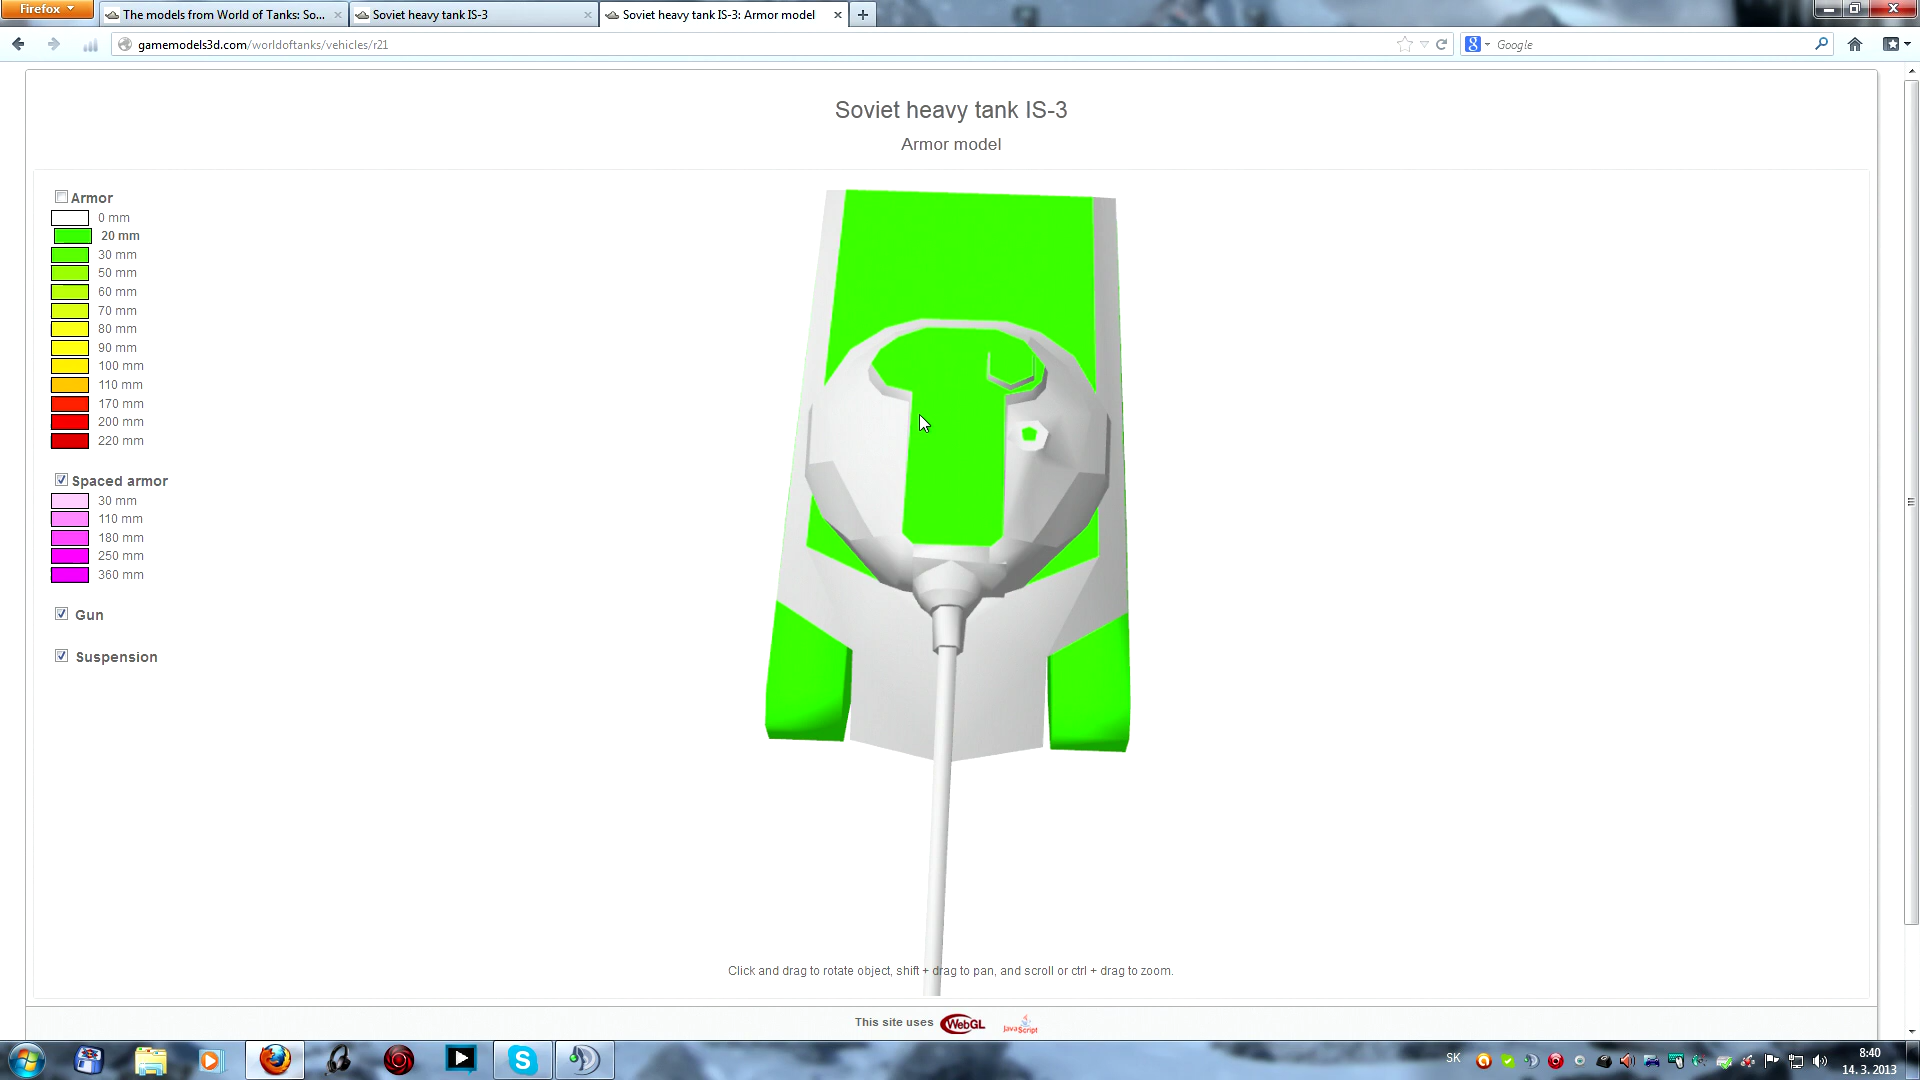 Firefox
The models from World of Tanks: So...
Soviet heavy tank IS-3
Soviet heavy tank IS-3: Armor model
gamemodels3d.com/worldoftanks/vehicles/r21
Google
Soviet heavy tank IS-3
Armor model
Armor
0 mm
20 mm
30 mm
50 mm
60 mm
70 mm
80 mm
90 mm
100 mm
110 mm
170 mm
200 mm
220 mm
Spaced armor
30 mm
110 mm
180 mm
250 mm
360 mm
Gun
Suspension
Click and drag to rotate object, shift + drag to pan, and scroll or ctrl + drag to zoom.
This site uses WebGL JavaScript
SK
8:40
14. 3. 2013